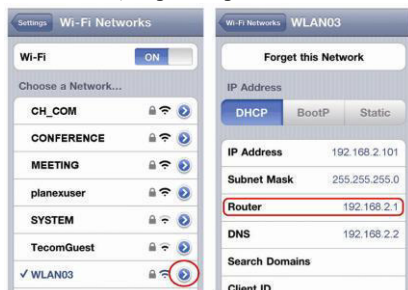 Settings Wi-Fi Networks
Wi-Fi ON
Choose a Network...
CH_COM
CONFERENCE
MEETING
planexuser
SYSTEM
TecomGuest
WLAN03
Wi-Fi Networks WLAN03
Forget this Network
IP Address
DHCP BootP Static
IP Address 192.168.2.101
Subnet Mask 255.255.255.0
Router 192.168.2.1
DNS 192.168.2.2
Search Domains
Client ID